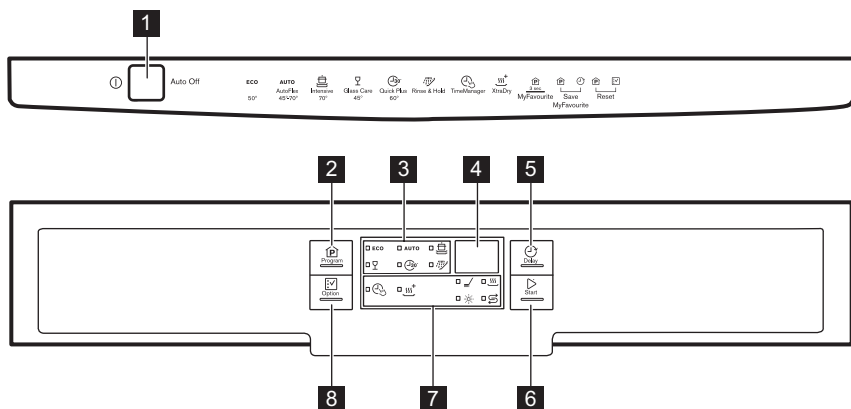 1
Auto Off
ECO
50°
AUTO
AutoFlex
45°-70°
Intensive
70°
Glass Care
45°
30'
Quick Plus
60°
Rinse & Hold
TimeManager
XtraDry
P
3 sec.
MyFavourite
P
Save
MyFavourite
P
Reset
2
3
4
5
P
Program
ECO
AUTO
30'
Delay
Option
Start
8
7
6